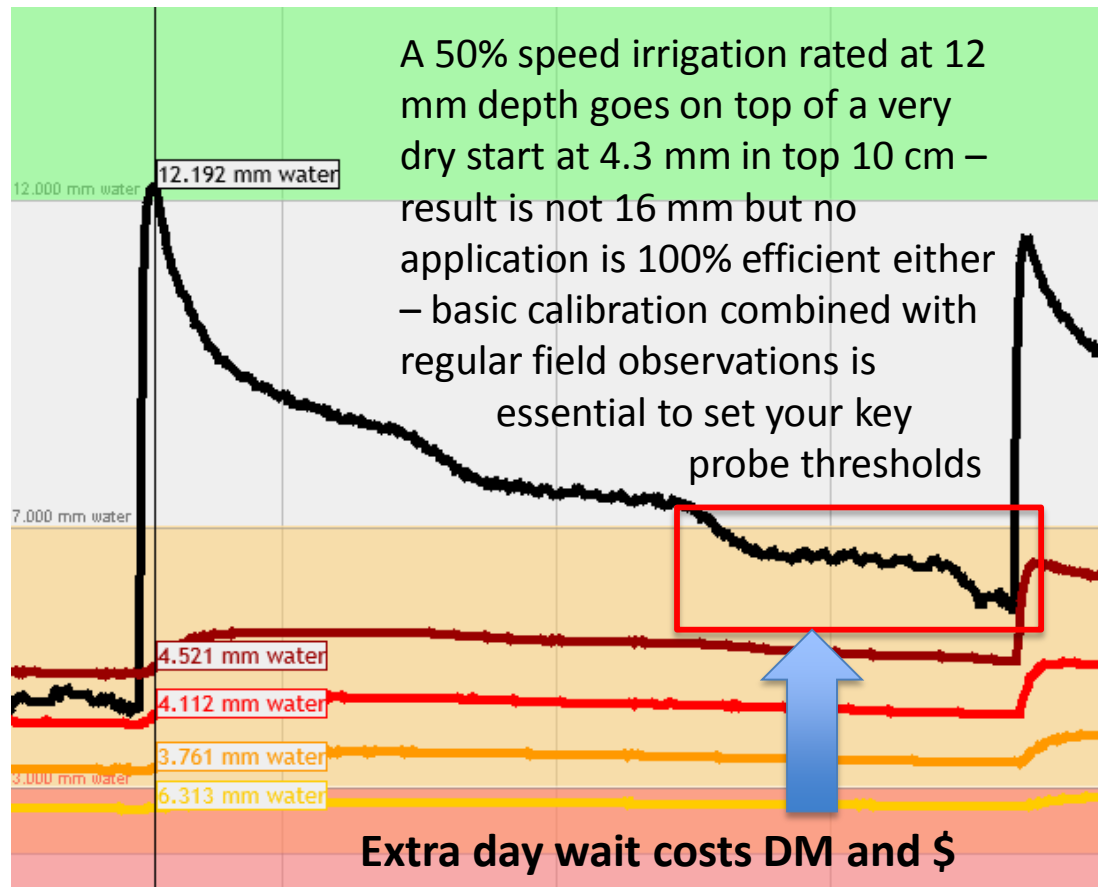 A 50% speed irrigation rated at 12
mm depth goes on top of a very
dry start at 4.3 mm in top 10 cm –
result is not 16 mm but no
application is 100% efficient either
– basic calibration combined with
regular field observations is
essential to set your key
probe thresholds
12.192 mm water
12.000 mm water
7.000 mm water
4.521 mm water
4.112 mm water
3.761 mm water
3.000 mm water
6.313 mm water
Extra day wait costs DM and $